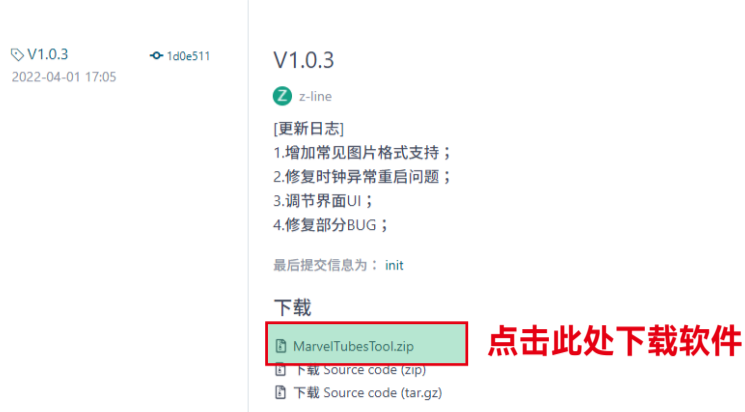 V1.0.3
1d0e511
2022-04-01 17:05
V1.0.3
Z
z-line
[更新日志]
1.增加常见图片格式支持；
2.修复时钟异常重启问题；
3.调节界面UI；
4.修复部分BUG；
最后提交信息为： init
下载
MarvelTubesTool.zip
点击此处下载软件
下载 Source code (zip)
下载 Source code (tar.gz)